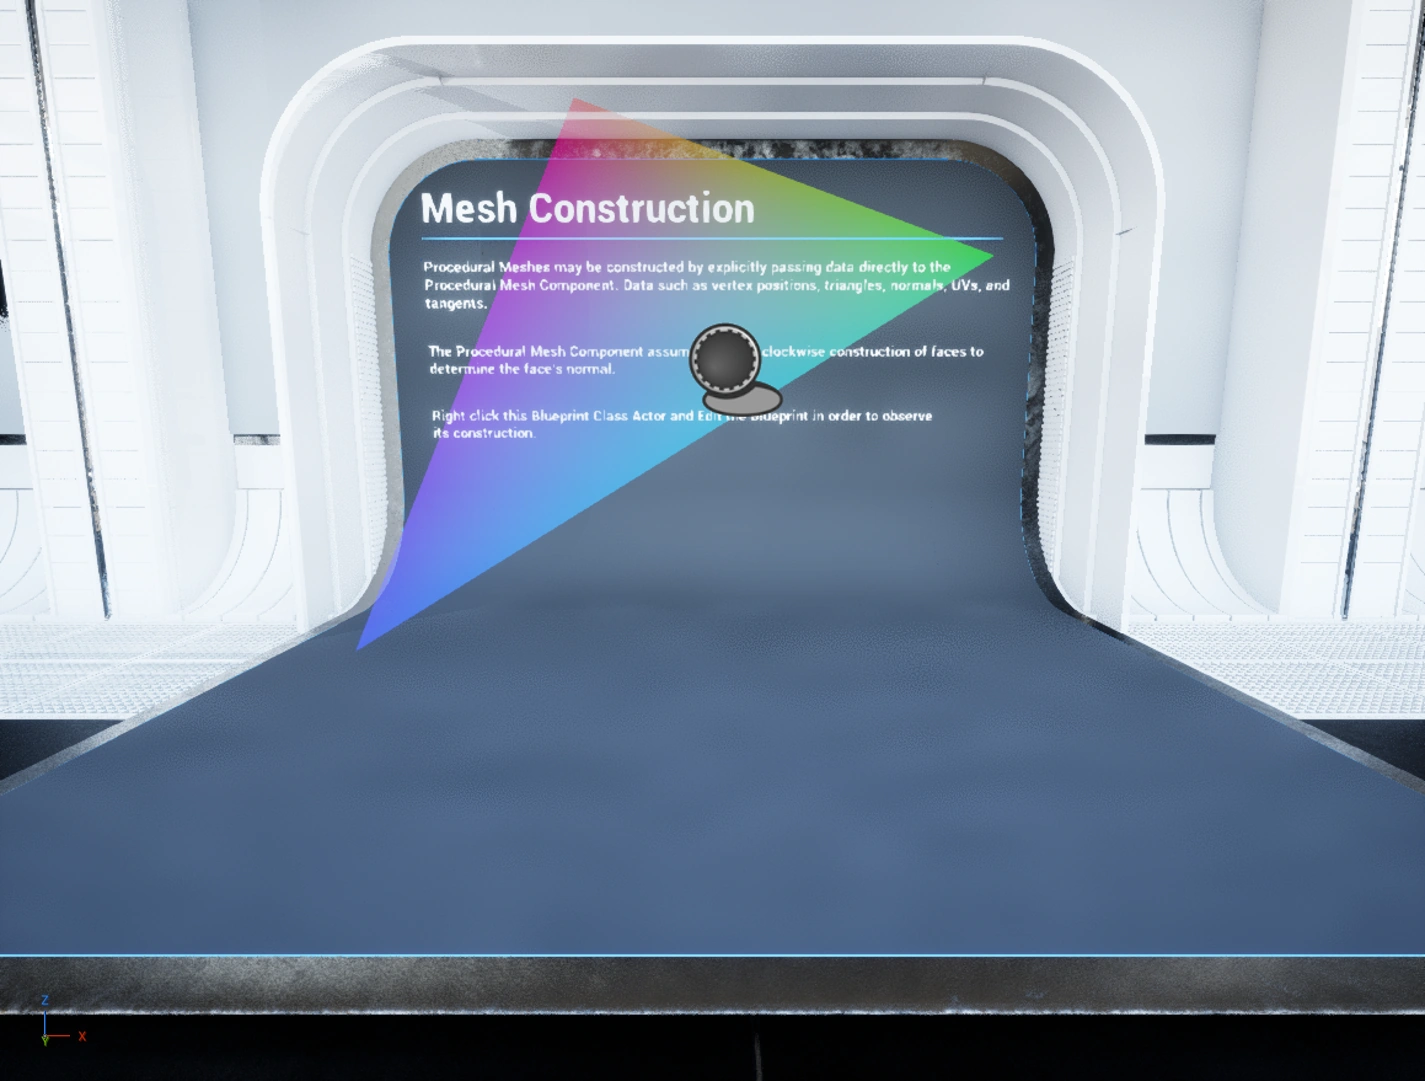 Mesh Construction
Procedural Meshes may be constructed by explicitly passing data directly to the
Procedural Mesh Component. Data such as vertex positions, triangles, normals, UVs, and
tangents.
The Procedural Mesh Component assum clockwise construction of faces to
determine the face's normal.
Right click this Blueprint Class Actor and Edit the Blueprint in order to observe
its construction.
Z
X
Y